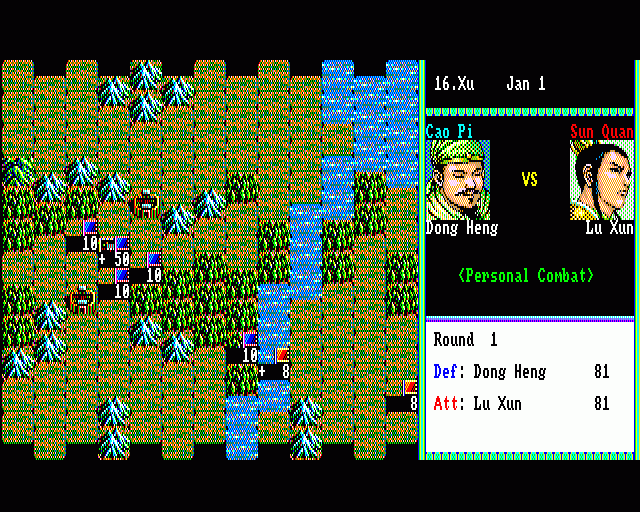 16.Xu Jan 1
Cao Pi Sun Quan
VS
Dong Heng Lu Xun
<Personal Combat>
Round 1
Def: Dong Heng 81
Att: Lu Xun 81
10
+ 50
10
10
10
+ 8
8